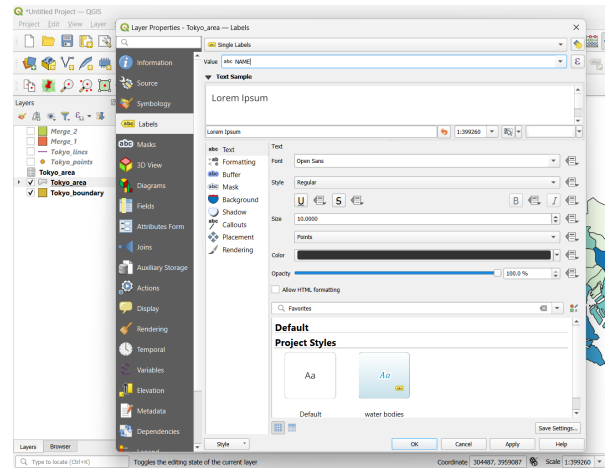 *Untitled Project — QGIS
Project Edit View Layer
Layer Properties - Tokyo_area — Labels
Information
Source
Symbology
abc Labels
abc Masks
3D View
Diagrams
Fields
Attributes Form
Joins
Auxiliary Storage
Actions
Display
Rendering
Temporal
Variables
Elevation
Metadata
Dependencies
Legend
Single Labels
Value abc NAME
Text Sample
Lorem Ipsum
Lorem Ipsum
1:399260
abc Text
Formatting
abc Buffer
abc Mask
Background
Shadow
Callouts
Placement
Rendering
Text
Font Open Sans
Style Regular
U S B I
Size 10.0000
Points
Color
Opacity 100.0 %
Allow HTML formatting
Favorites
Default
Project Styles
Aa
Aa
Default water bodies
Save Settings...
Style OK Cancel Apply Help
Layers
Merge_2
Merge_1
Tokyo_lines
Tokyo_points
Tokyo_area
Tokyo_area
Tokyo_boundary
Layers Browser
Type to locate (Ctrl+K) Toggles the editing state of the current layer Coordinate 304487, 3959087 Scale 1:399260